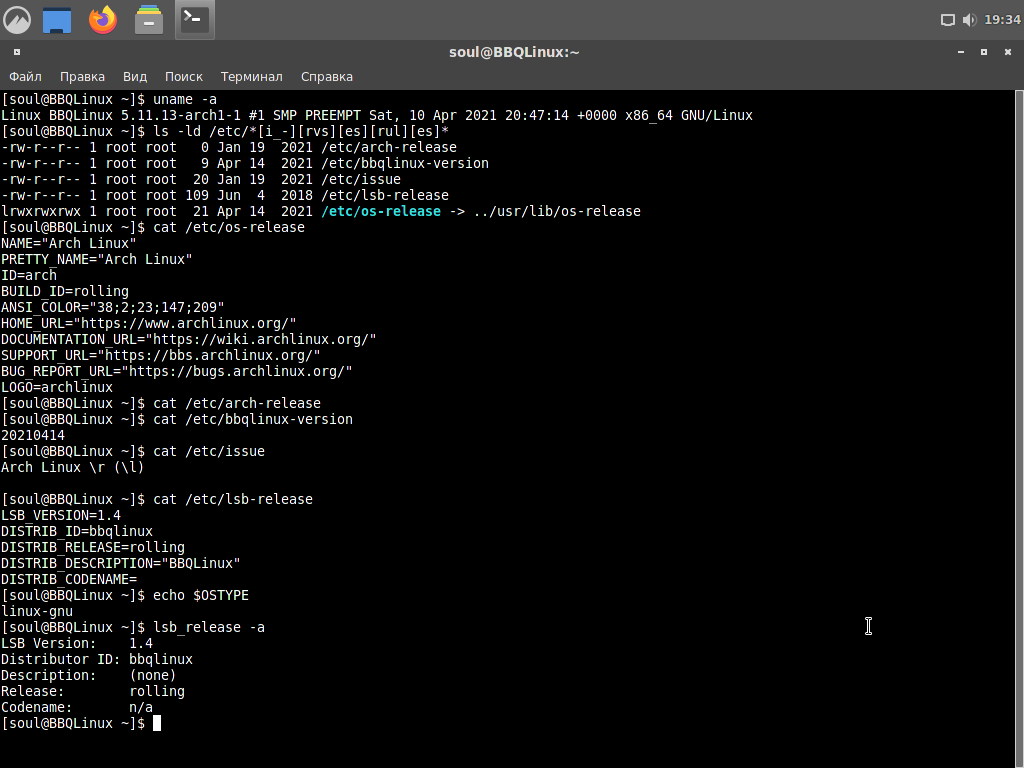 19:34
soul@BBQLinux:~
Файл Правка Вид Поиск Терминал Справка
[soul@BBQLinux ~]$ uname -a
Linux BBQLinux 5.11.13-arch1-1 #1 SMP PREEMPT Sat, 10 Apr 2021 20:47:14 +0000 x86_64 GNU/Linux
[soul@BBQLinux ~]$ ls -ld /etc/*[i_-][rvs][es][rul][es]*
-rw-r--r-- 1 root root   0 Jan 19  2021 /etc/arch-release
-rw-r--r-- 1 root root   9 Apr 14  2021 /etc/bbqlinux-version
-rw-r--r-- 1 root root  20 Jan 19  2021 /etc/issue
-rw-r--r-- 1 root root 109 Jun  4  2018 /etc/lsb-release
lrwxrwxrwx 1 root root  21 Apr 14  2021 /etc/os-release -> ../usr/lib/os-release
[soul@BBQLinux ~]$ cat /etc/os-release
NAME="Arch Linux"
PRETTY_NAME="Arch Linux"
ID=arch
BUILD_ID=rolling
ANSI_COLOR="38;2;23;147;209"
HOME_URL="https://www.archlinux.org/"
DOCUMENTATION_URL="https://wiki.archlinux.org/"
SUPPORT_URL="https://bbs.archlinux.org/"
BUG_REPORT_URL="https://bugs.archlinux.org/"
LOGO=archlinux
[soul@BBQLinux ~]$ cat /etc/arch-release
[soul@BBQLinux ~]$ cat /etc/bbqlinux-version
20210414
[soul@BBQLinux ~]$ cat /etc/issue
Arch Linux \r (\l)
[soul@BBQLinux ~]$ cat /etc/lsb-release
LSB_VERSION=1.4
DISTRIB_ID=bbqlinux
DISTRIB_RELEASE=rolling
DISTRIB_DESCRIPTION="BBQLinux"
DISTRIB_CODENAME=
[soul@BBQLinux ~]$ echo $OSTYPE
linux-gnu
[soul@BBQLinux ~]$ lsb_release -a
LSB Version:    1.4
Distributor ID: bbqlinux
Description:    (none)
Release:        rolling
Codename:       n/a
[soul@BBQLinux ~]$